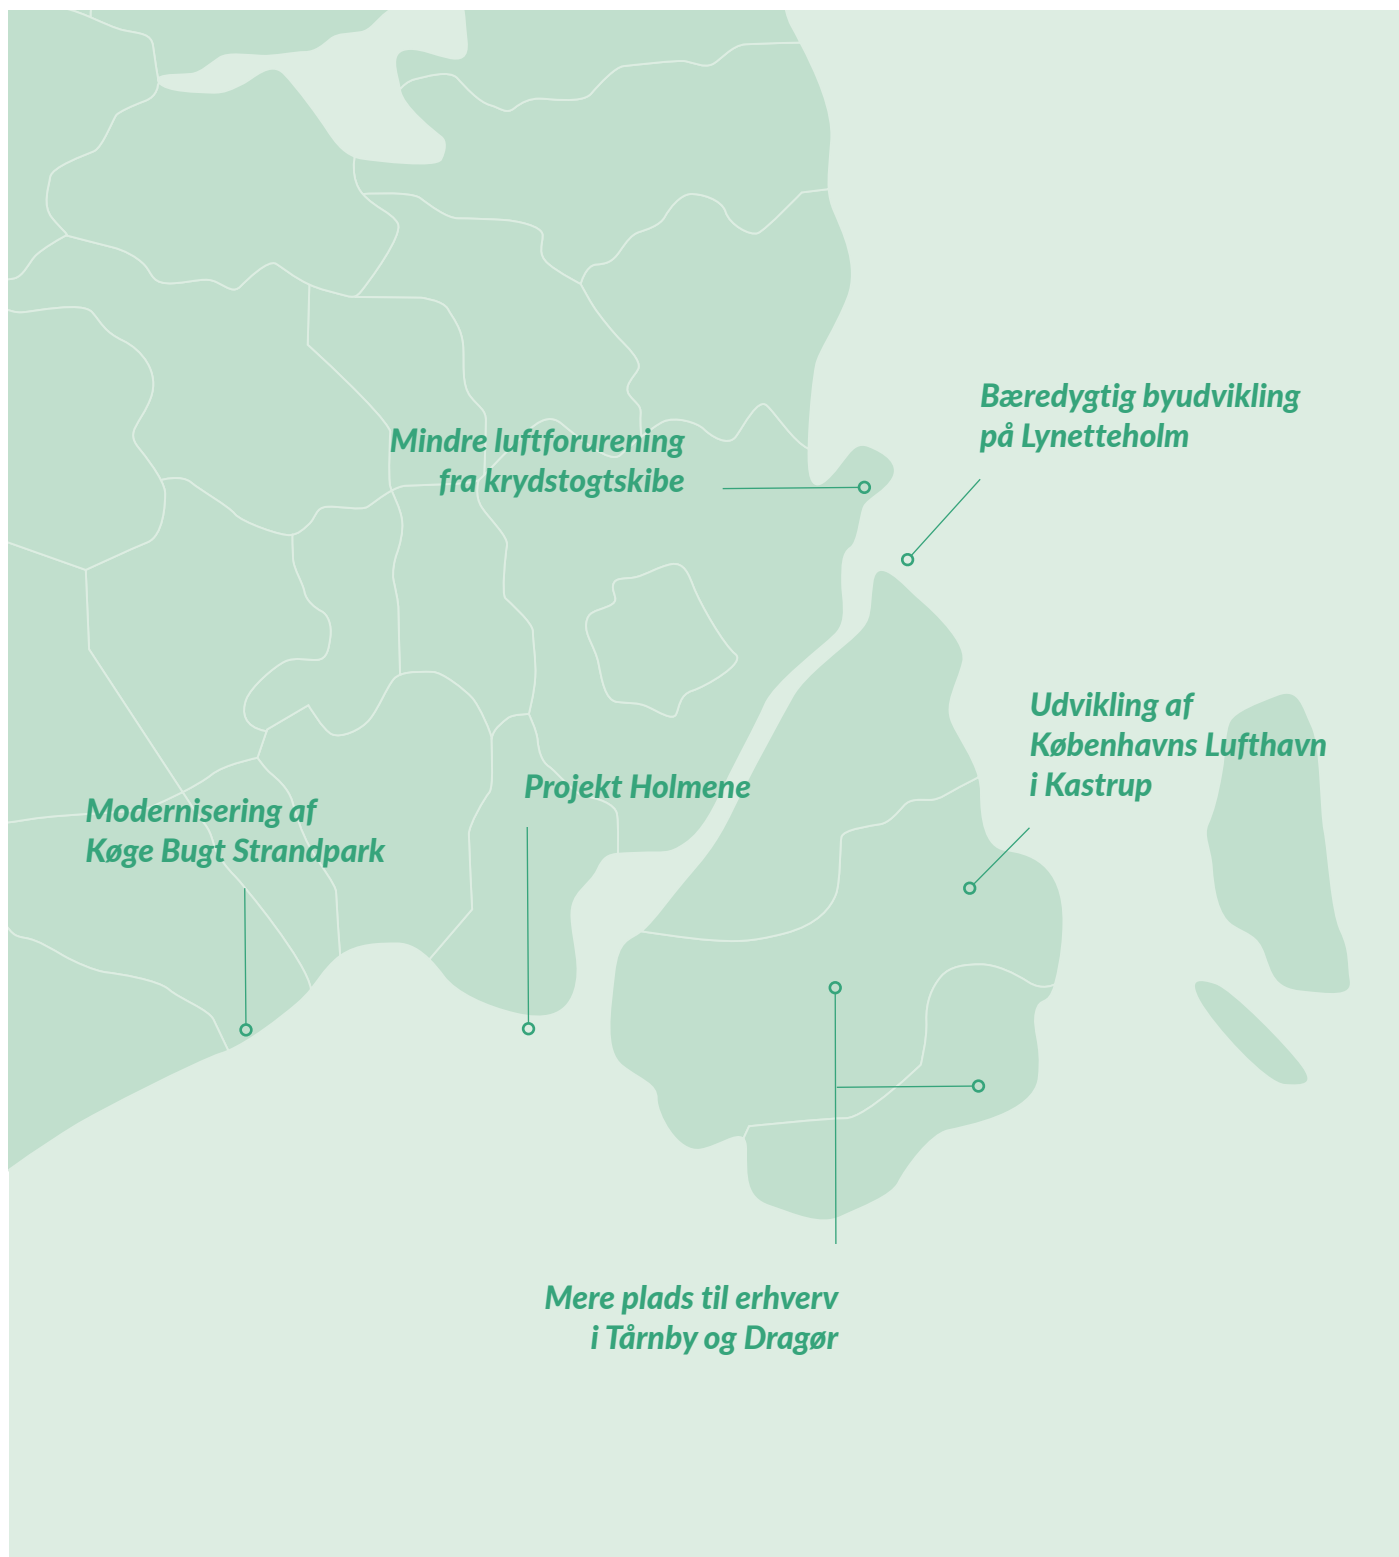 Bæredygtig byudvikling
på Lynetteholm
Mindre luftforurening
fra krydstogtskibe
Udvikling af
Københavns Lufthavn
i Kastrup
Projekt Holmene
Modernisering af
Køge Bugt Strandpark
Mere plads til erhverv
i Tårnby og Dragør